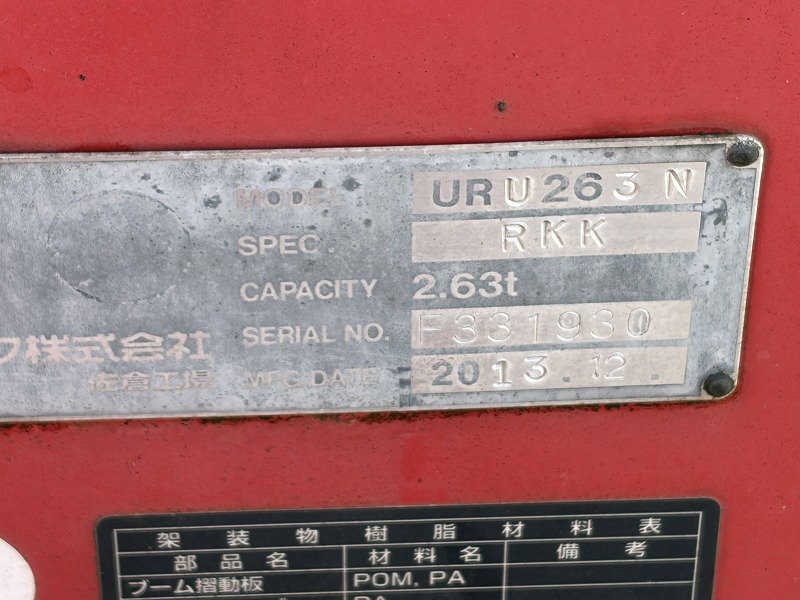 MODEL URU263N
SPEC. RKK
CAPACITY 2.63t
ク株式会社 SERIAL NO. F331930
佐倉工場 MFG.DATE 2013.12.
架装物樹脂材料表
部品名 材料名 備考
ブーム摺動板 POM, PA
PA